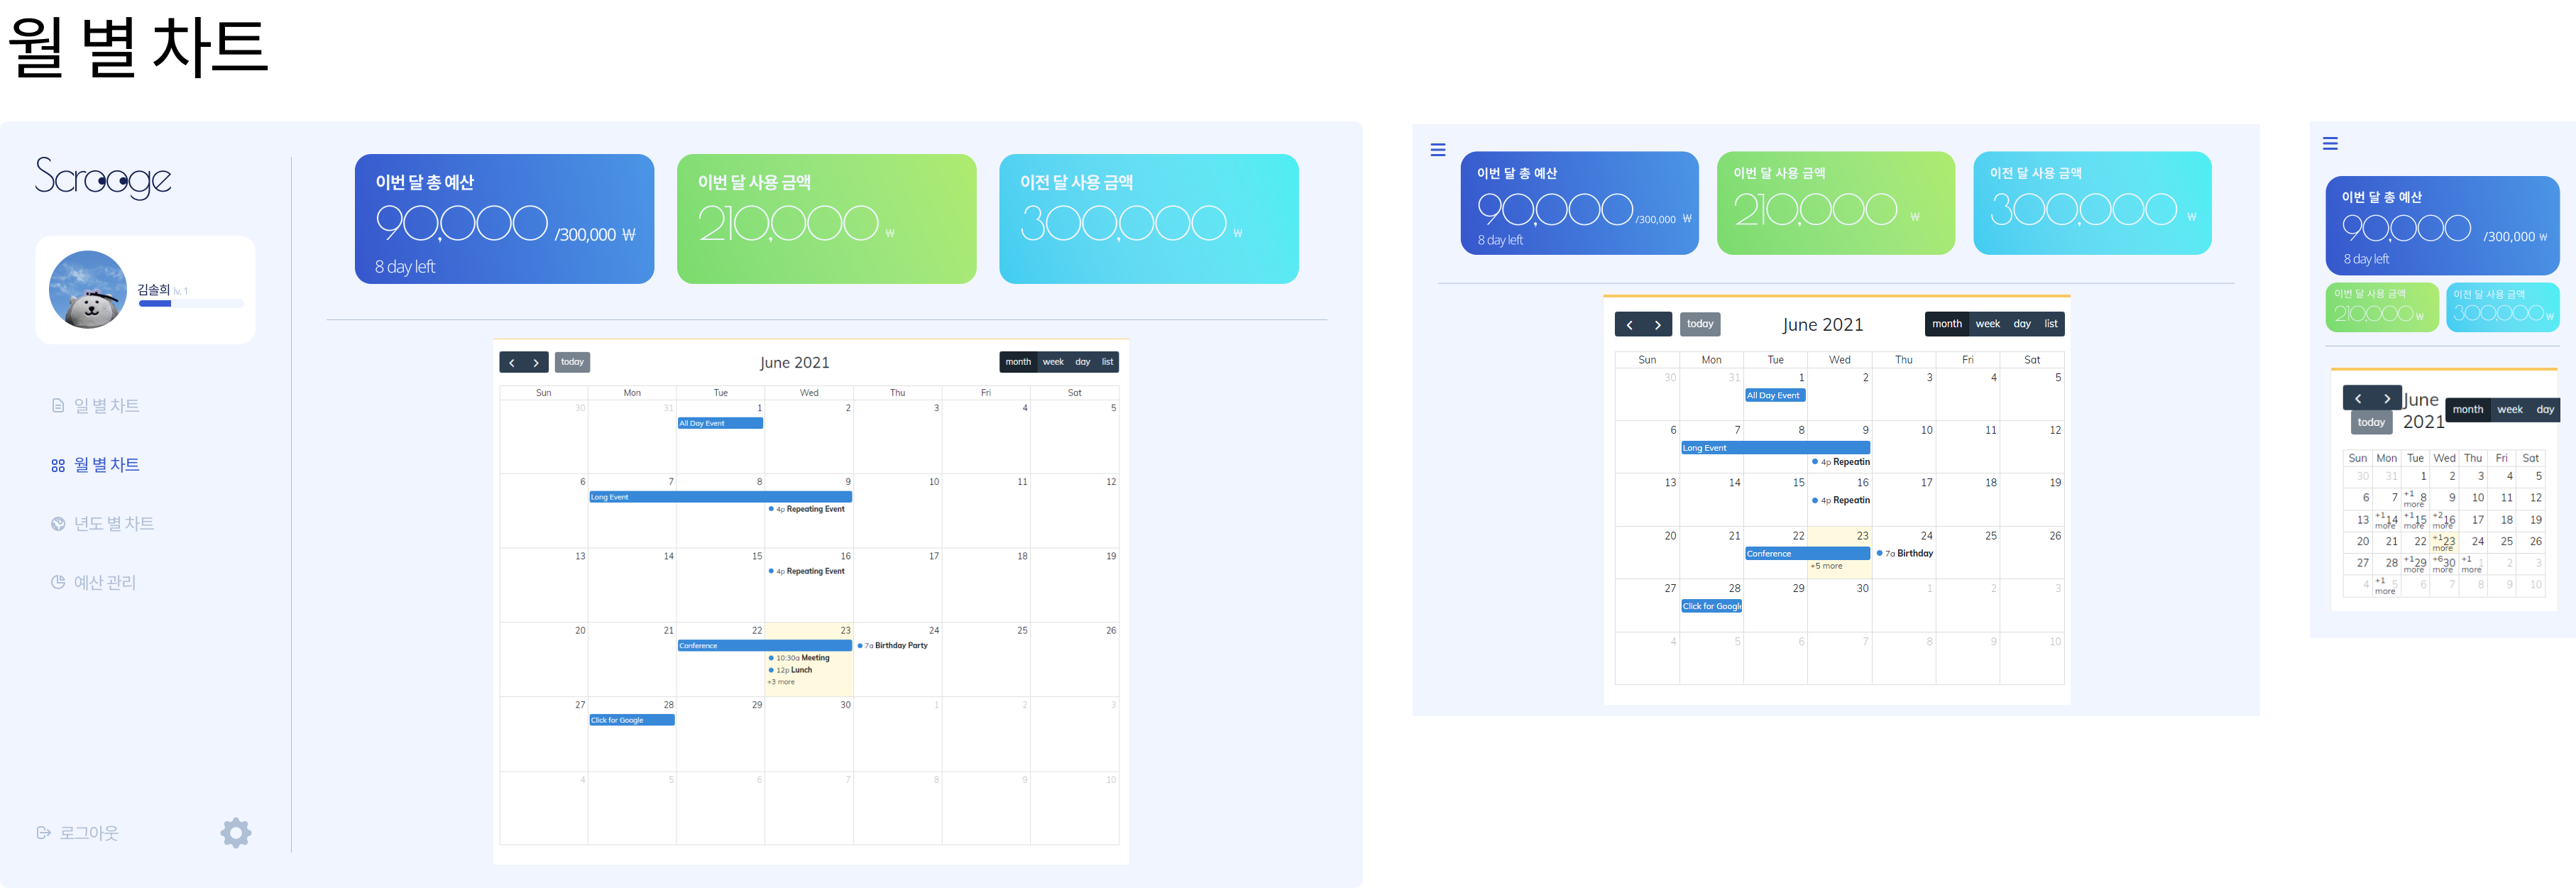 월 별 차트
Scrooge
김솔희 lv. 1
일 별 차트
월 별 차트
년도 별 차트
예산 관리
로그아웃
이번 달 총 예산
90,000 /300,000 ₩
8 day left
이번 달 사용 금액
210,000 ₩
이전 달 사용 금액
300,000 ₩
today
June 2021
month week day list
Sun Mon Tue Wed Thu Fri Sat
30 31 1 2 3 4 5
All Day Event
6 7 8 9 10 11 12
Long Event
4p Repeating Event
13 14 15 16 17 18 19
4p Repeating Event
20 21 22 23 24 25 26
Conference
7a Birthday Party
10:30a Meeting
12p Lunch
+3 more
27 28 29 30 1 2 3
Click for Google
4 5 6 7 8 9 10
이번 달 총 예산
90,000 /300,000 ₩
8 day left
이번 달 사용 금액
210,000 ₩
이전 달 사용 금액
300,000 ₩
today
June 2021
month week day list
Sun Mon Tue Wed Thu Fri Sat
30 31 1 2 3 4 5
All Day Event
6 7 8 9 10 11 12
Long Event
4p Repeatin
13 14 15 16 17 18 19
4p Repeatin
20 21 22 23 24 25 26
Conference
7a Birthday
+5 more
27 28 29 30 1 2 3
Click for Google
4 5 6 7 8 9 10
이번 달 총 예산
90,000 /300,000 ₩
8 day left
이번 달 사용 금액
210,000 ₩
이전 달 사용 금액
300,000 ₩
today
June
2021
month week day
Sun Mon Tue Wed Thu Fri Sat
30 31 1 2 3 4 5
6 7 +1 more 8 9 10 11 12
13 +1 more 14 +1 more 15 +2 more 16 17 18 19
20 21 22 +1 more 23 24 25 26
27 28 +1 more 29 +6 more 30 +1 more 1 2 3
4 +1 more 5 6 7 8 9 10